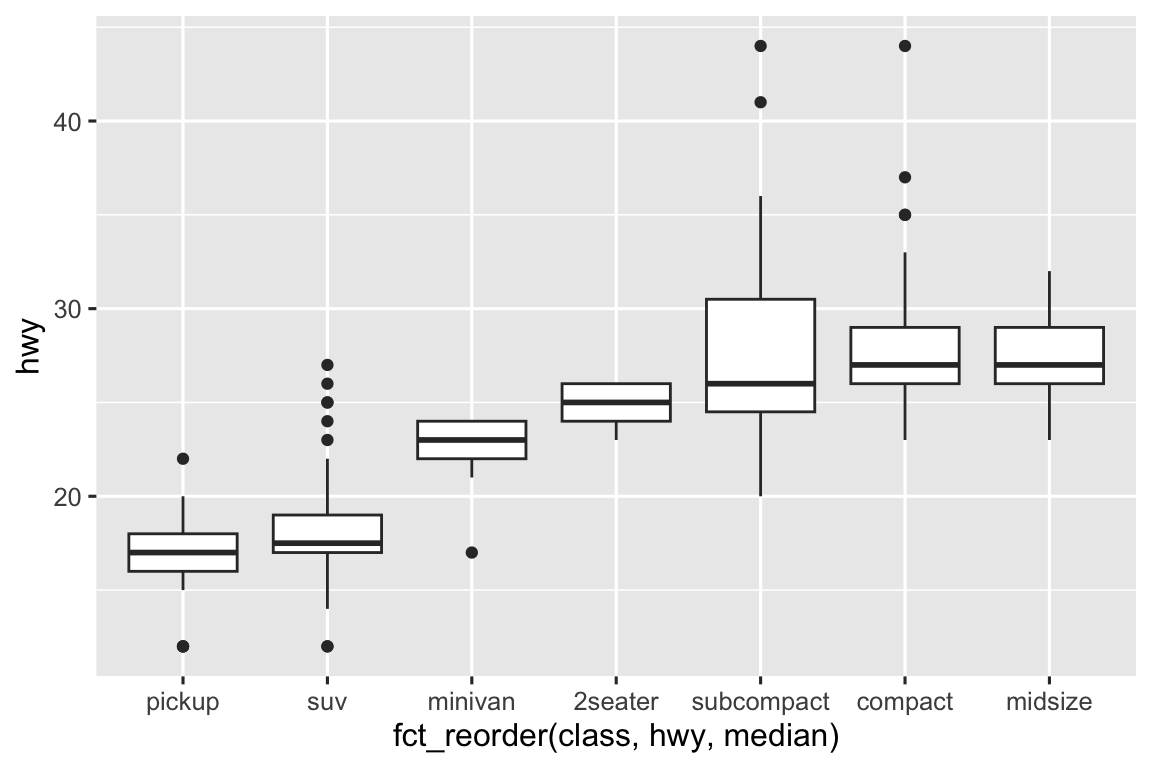 hwy
40
30
20
pickup suv minivan 2seater subcompact compact midsize
fct_reorder(class, hwy, median)